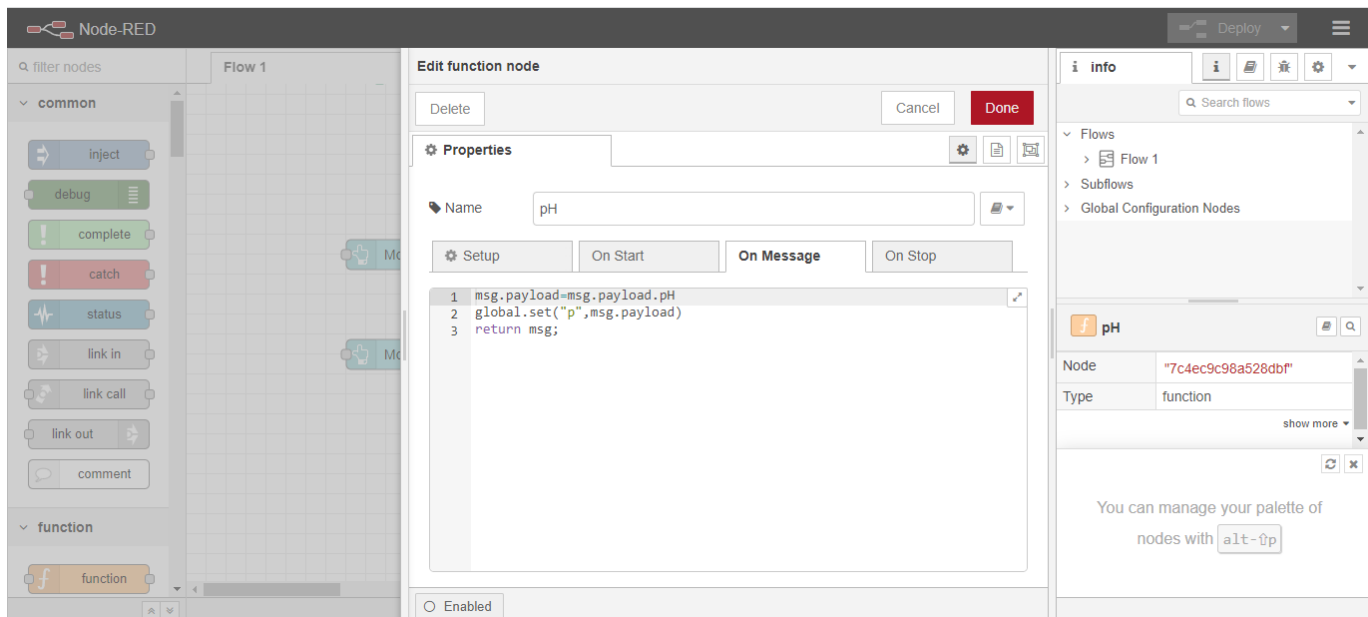 Node-RED
Deploy
filter nodes
common
inject
debug
complete
catch
status
link in
link call
link out
comment
function
function
Flow 1
Edit function node
Delete
Cancel
Done
Properties
Name
pH
Setup
On Start
On Message
On Stop
1 msg.payload=msg.payload.pH
2 global.set("p",msg.payload)
3 return msg;
Enabled
i info
i
Search flows
Flows
Flow 1
Subflows
Global Configuration Nodes
f pH
Node "7c4ec9c98a528dbf"
Type function
show more
You can manage your palette of
nodes with alt-⇧p